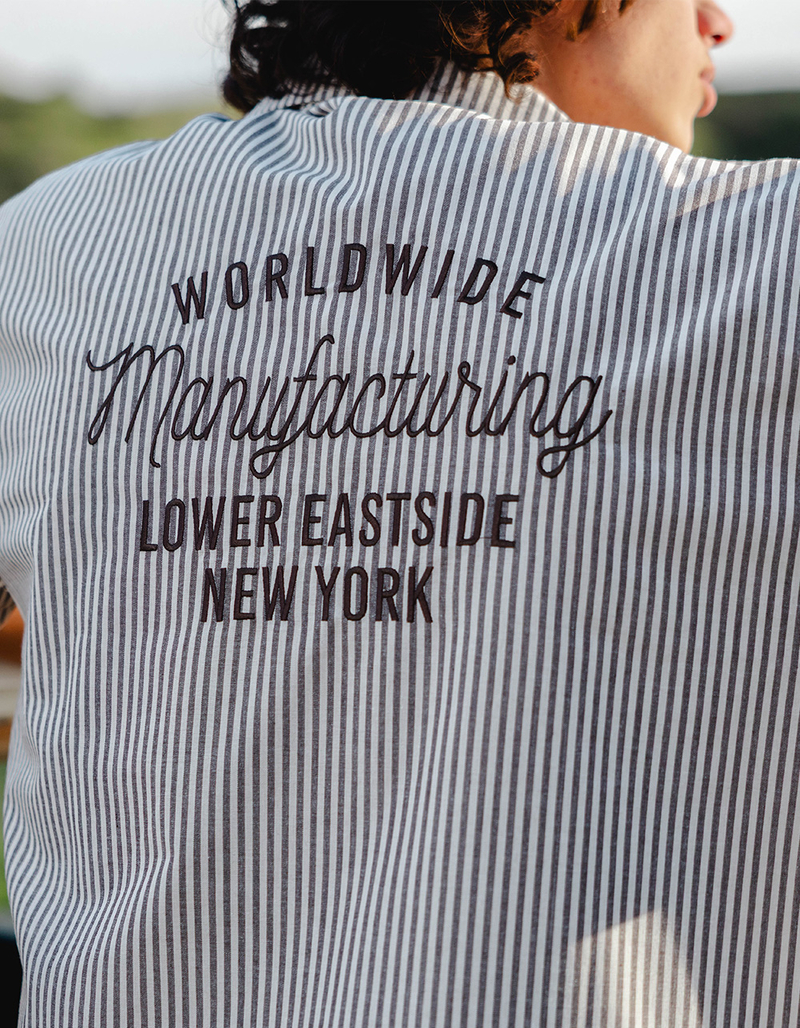 WORLDWIDE
Manufacturing
LOWER EASTSIDE
NEW YORK